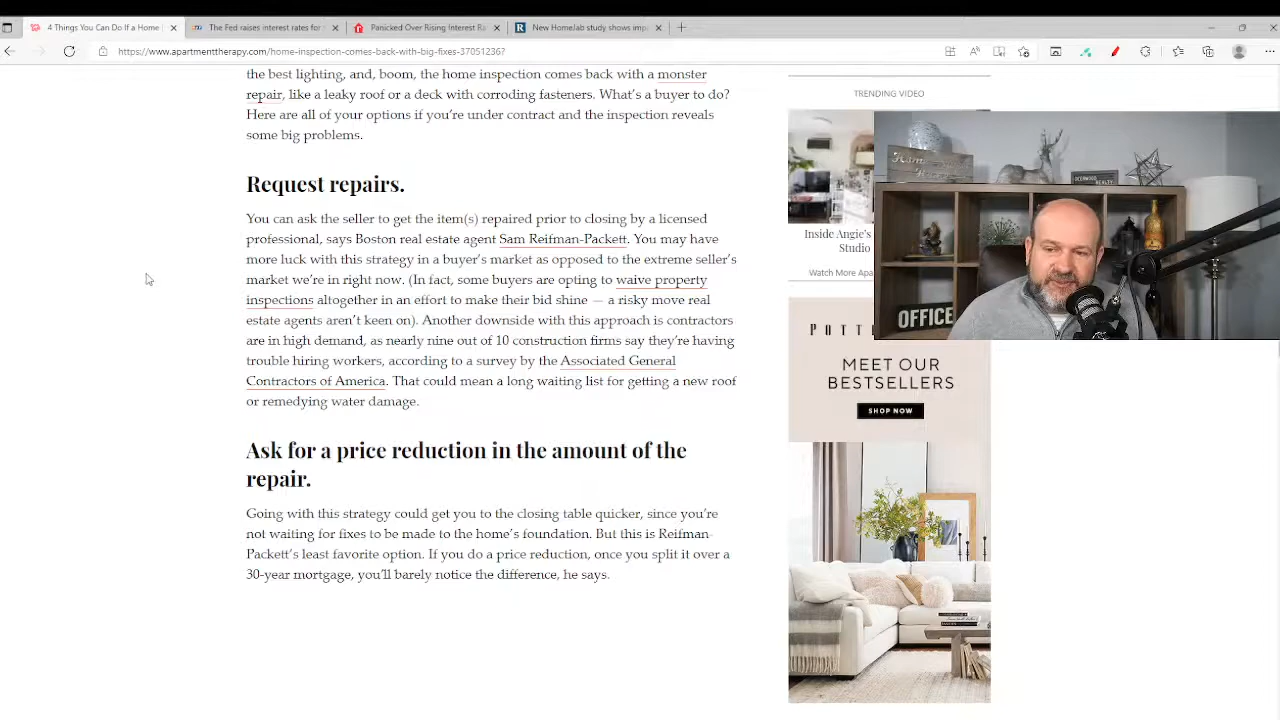 4 Things You Can Do If a Home
The Fed raises interest rates for
Panicked Over Rising Interest Ra
New HomeJab study shows imp
https://www.apartmenttherapy.com/home-inspection-comes-back-with-big-fixes-37051236?
the best lighting, and, boom, the home inspection comes back with a monster
repair, like a leaky roof or a deck with corroding fasteners. What's a buyer to do?
Here are all of your options if you're under contract and the inspection reveals
some big problems.
Request repairs.
You can ask the seller to get the item(s) repaired prior to closing by a licensed
professional, says Boston real estate agent Sam Reifman-Packett. You may have
more luck with this strategy in a buyer's market as opposed to the extreme seller's
market we're in right now. (In fact, some buyers are opting to waive property
inspections altogether in an effort to make their bid shine — a risky move real
estate agents aren't keen on). Another downside with this approach is contractors
are in high demand, as nearly nine out of 10 construction firms say they're having
trouble hiring workers, according to a survey by the Associated General
Contractors of America. That could mean a long waiting list for getting a new roof
or remedying water damage.
Ask for a price reduction in the amount of the
repair.
Going with this strategy could get you to the closing table quicker, since you're
not waiting for fixes to be made to the home's foundation. But this is Reifman-
Packett's least favorite option. If you do a price reduction, once you split it over a
30-year mortgage, you'll barely notice the difference, he says.
TRENDING VIDEO
Inside Angie's
Studio
Watch More Apa
DEERWOOD
REALTY
OFFICE
POTTE
MEET OUR
BESTSELLERS
SHOP NOW